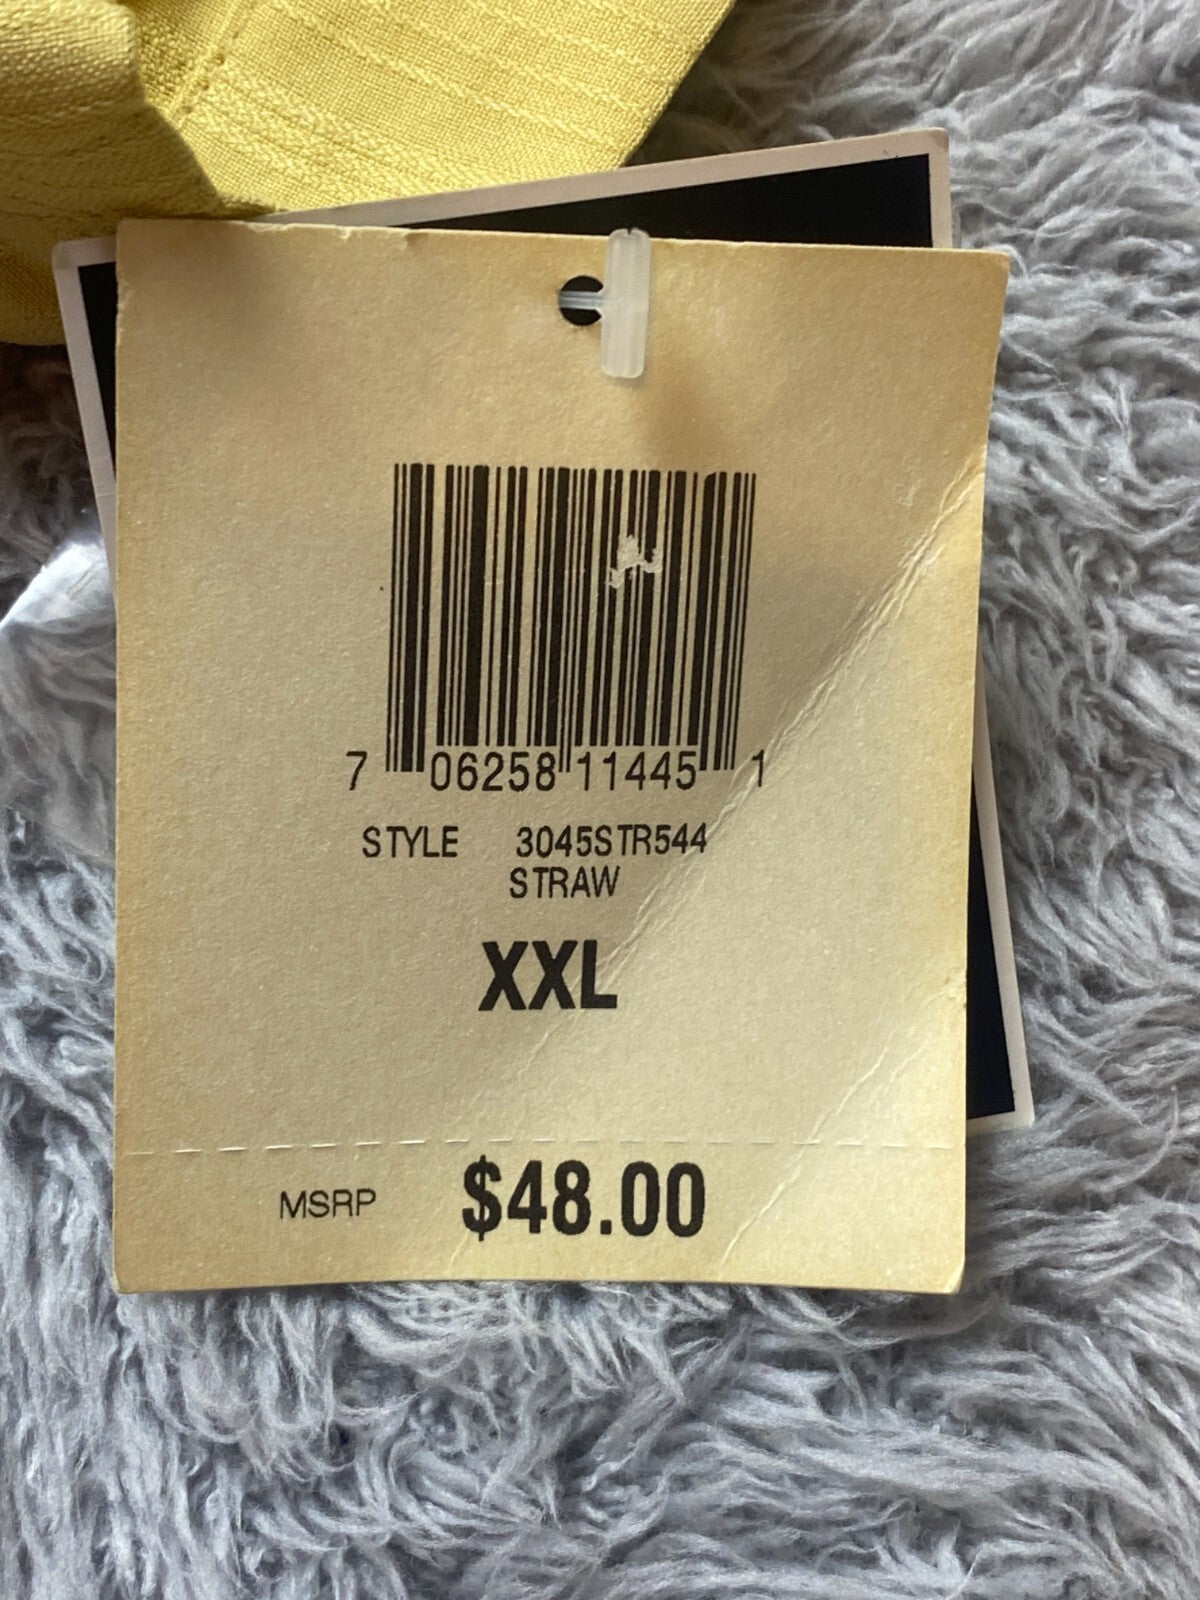 7 06258 11445 1
STYLE 3045STR544
STRAW
XXL
MSRP $48.00